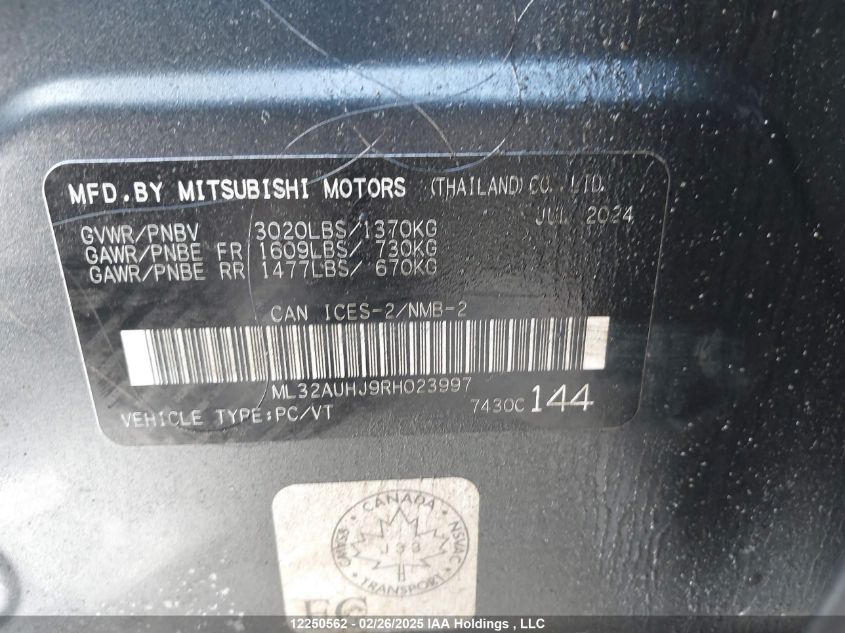 MFD.BY MITSUBISHI MOTORS (THAILAND) CO.,LTD.
JUL 2024
GVWR/PNBV 3020LBS/1370KG
GAWR/PNBE FR 1609LBS/ 730KG
GAWR/PNBE RR 1477LBS/ 670KG
CAN ICES-2/NMB-2
ML32AUHJ9RH023997
VEHICLE TYPE:PC/VT 7430C 144
CANADA
CMVSS NSVAC
TRANSPORT
12250562 - 02/26/2025 IAA Holdings , LLC